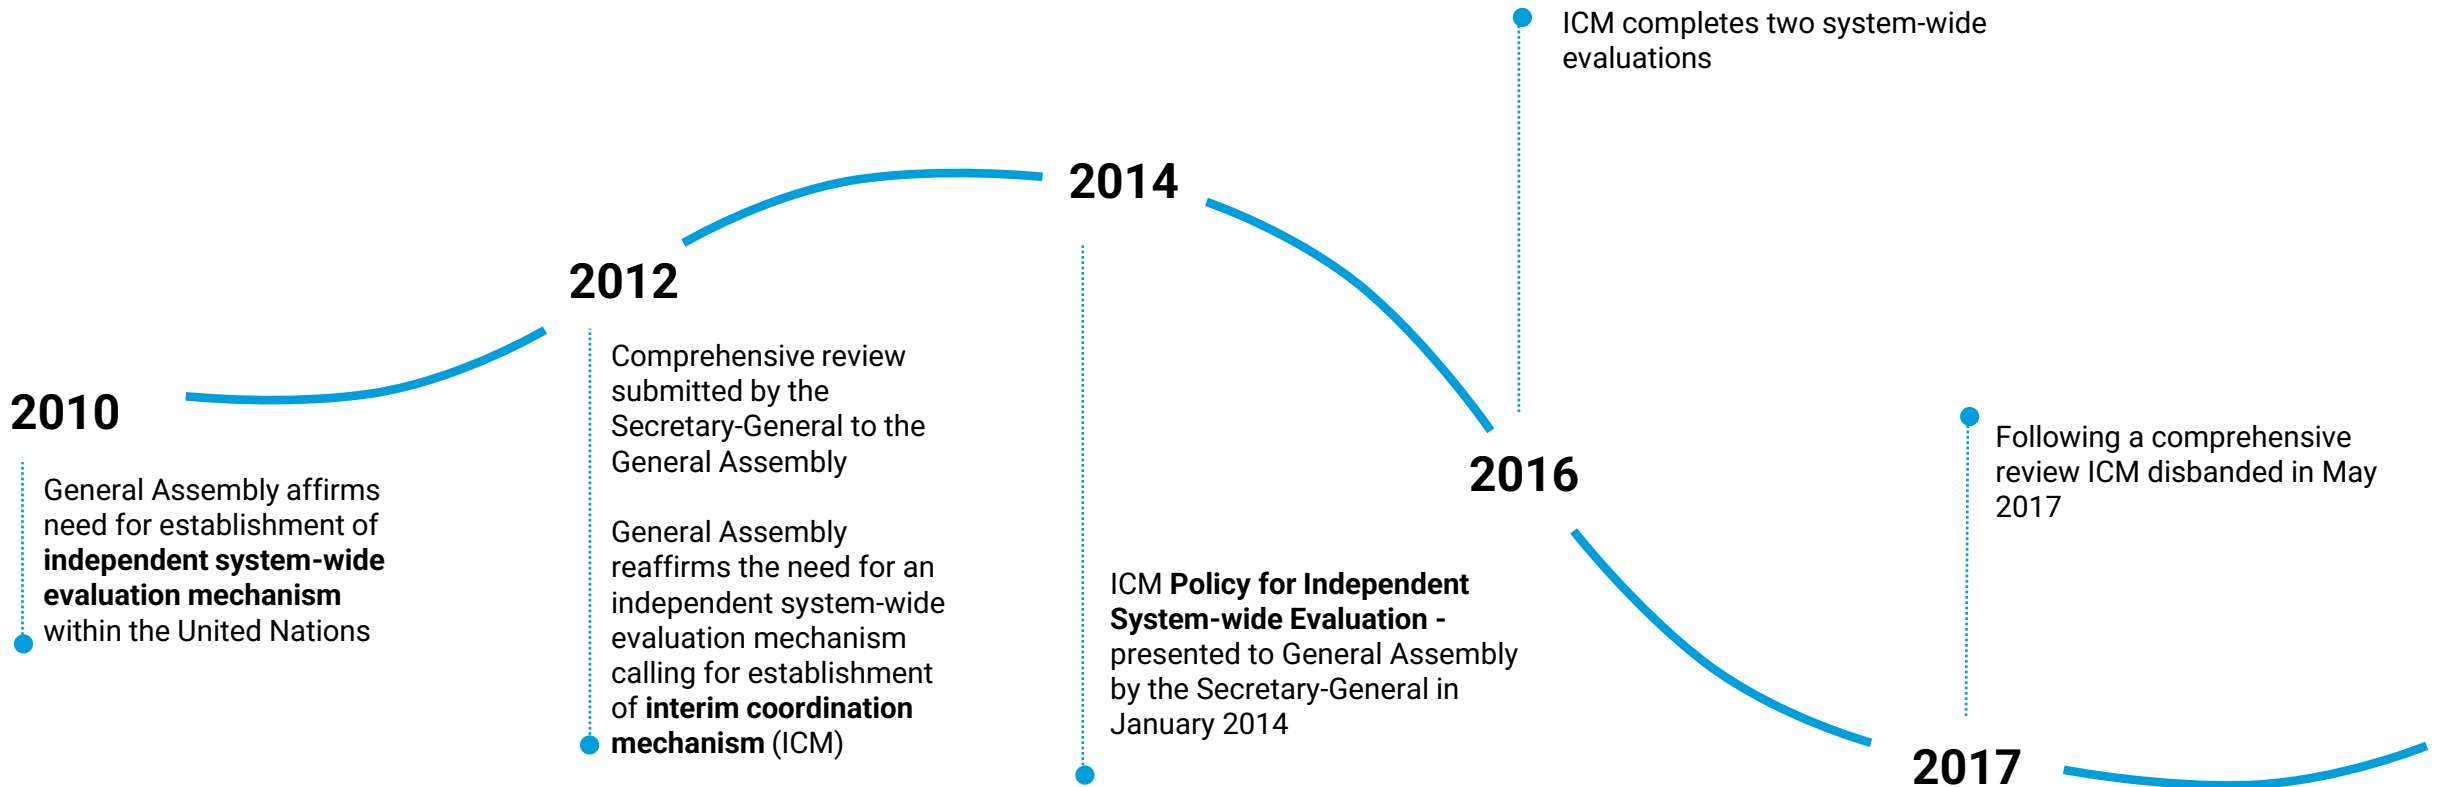 2010
General Assembly affirms
need for establishment of
independent system-wide
evaluation mechanism
within the United Nations
2012
Comprehensive review
submitted by the
Secretary-General to the
General Assembly
General Assembly
reaffirms the need for an
independent system-wide
evaluation mechanism
calling for establishment
of interim coordination
mechanism (ICM)
2014
ICM Policy for Independent
System-wide Evaluation -
presented to General Assembly
by the Secretary-General in
January 2014
ICM completes two system-wide
evaluations
2016
Following a comprehensive
review ICM disbanded in May
2017
2017